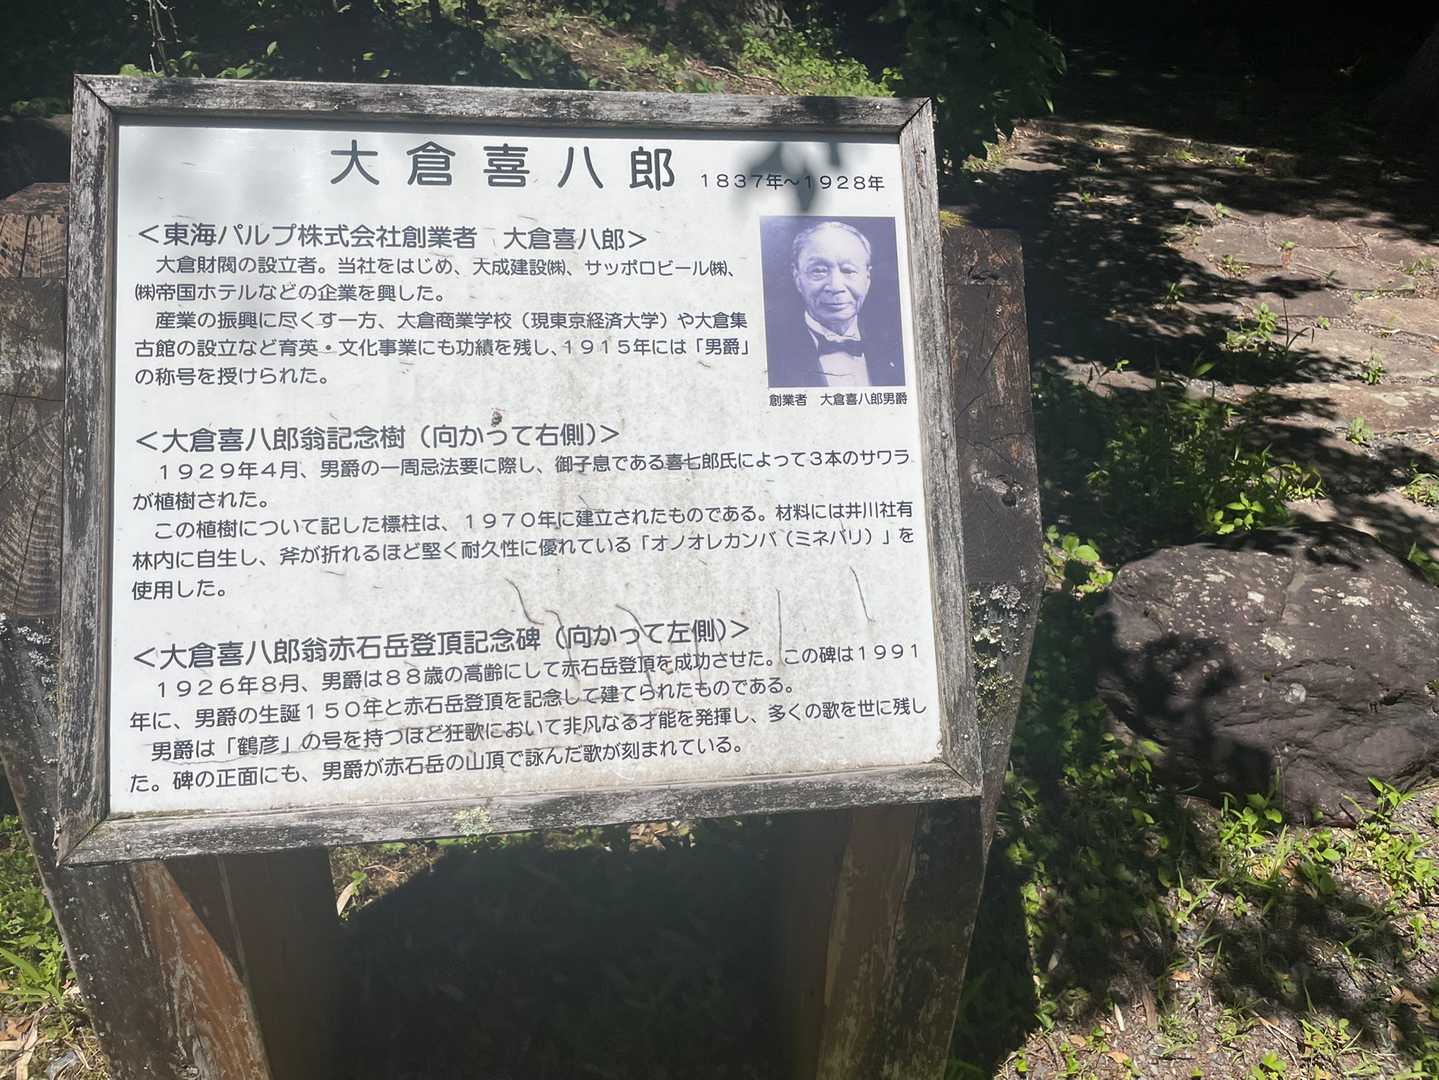 大倉喜八郎 1837年～1928年
＜東海パルプ株式会社創業者　大倉喜八郎＞
大倉財閥の設立者。当社をはじめ、大成建設㈱、サッポロビール㈱、
㈱帝国ホテルなどの企業を興した。
産業の振興に尽くす一方、大倉商業学校（現東京経済大学）や大倉集
古館の設立など育英・文化事業にも功績を残し、１９１５年には「男爵」
の称号を授けられた。
創業者　大倉喜八郎男爵
＜大倉喜八郎翁記念樹（向かって右側）＞
１９２９年４月、男爵の一周忌法要に際し、御子息である喜七郎氏によって３本のサワラ
が植樹された。
この植樹について記した標柱は、１９７０年に建立されたものである。材料には井川社有
林内に自生し、斧が折れるほど堅く耐久性に優れている「オノオレカンバ（ミネバリ）」を
使用した。
＜大倉喜八郎翁赤石岳登頂記念碑（向かって左側）＞
１９２６年８月、男爵は８８歳の高齢にして赤石岳登頂を成功させた。この碑は１９９１
年に、男爵の生誕１５０年と赤石岳登頂を記念して建てられたものである。
男爵は「鶴彦」の号を持つほど狂歌において非凡なる才能を発揮し、多くの歌を世に残し
た。碑の正面にも、男爵が赤石岳の山頂で詠んだ歌が刻まれている。